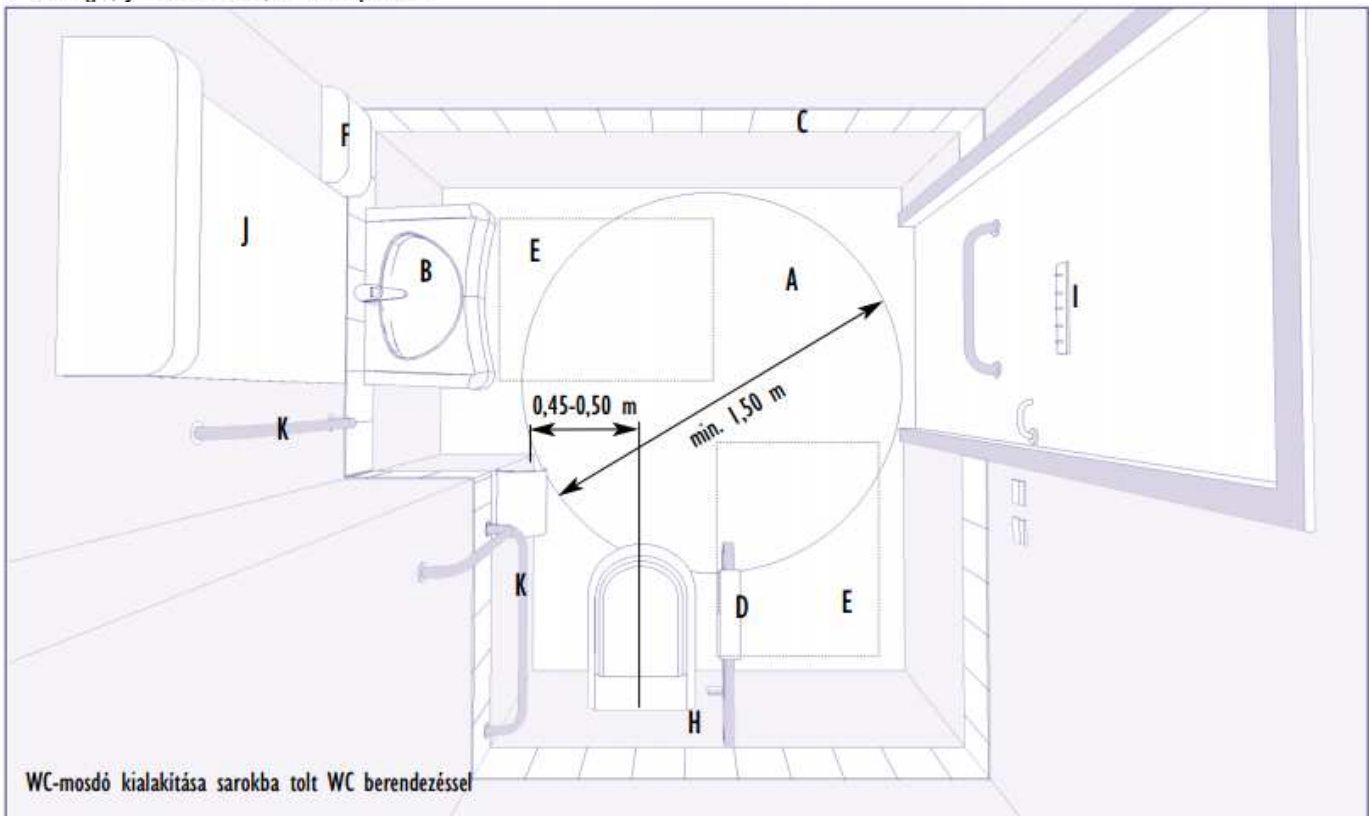 C
F
J
E
B
A
I
0,45-0,50 m
min. 1,50 m
K
K
D
E
H
WC-mosdó kialakítása sarokba tolt WC berendezéssel